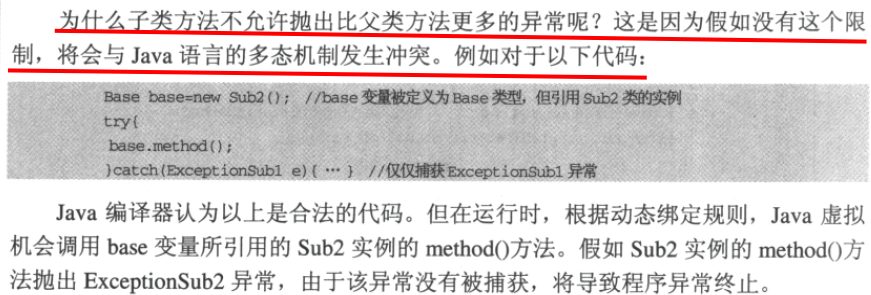 为什么子类方法不允许抛出比父类方法更多的异常呢？这是因为假如没有这个限
制，将会与 Java 语言的多态机制发生冲突。例如对于以下代码：
Base base=new Sub2(); //base 变量被定义为 Base 类型，但引用 Sub2 类的实例
try{
base.method();
}catch(ExceptionSub1 e){ … } //仅仅捕获 ExceptionSub1 异常
Java 编译器认为以上是合法的代码。但在运行时，根据动态绑定规则，Java 虚拟
机会调用 base 变量所引用的 Sub2 实例的 method()方法。假如 Sub2 实例的 method()方
法抛出 ExceptionSub2 异常，由于该异常没有被捕获，将导致程序异常终止。